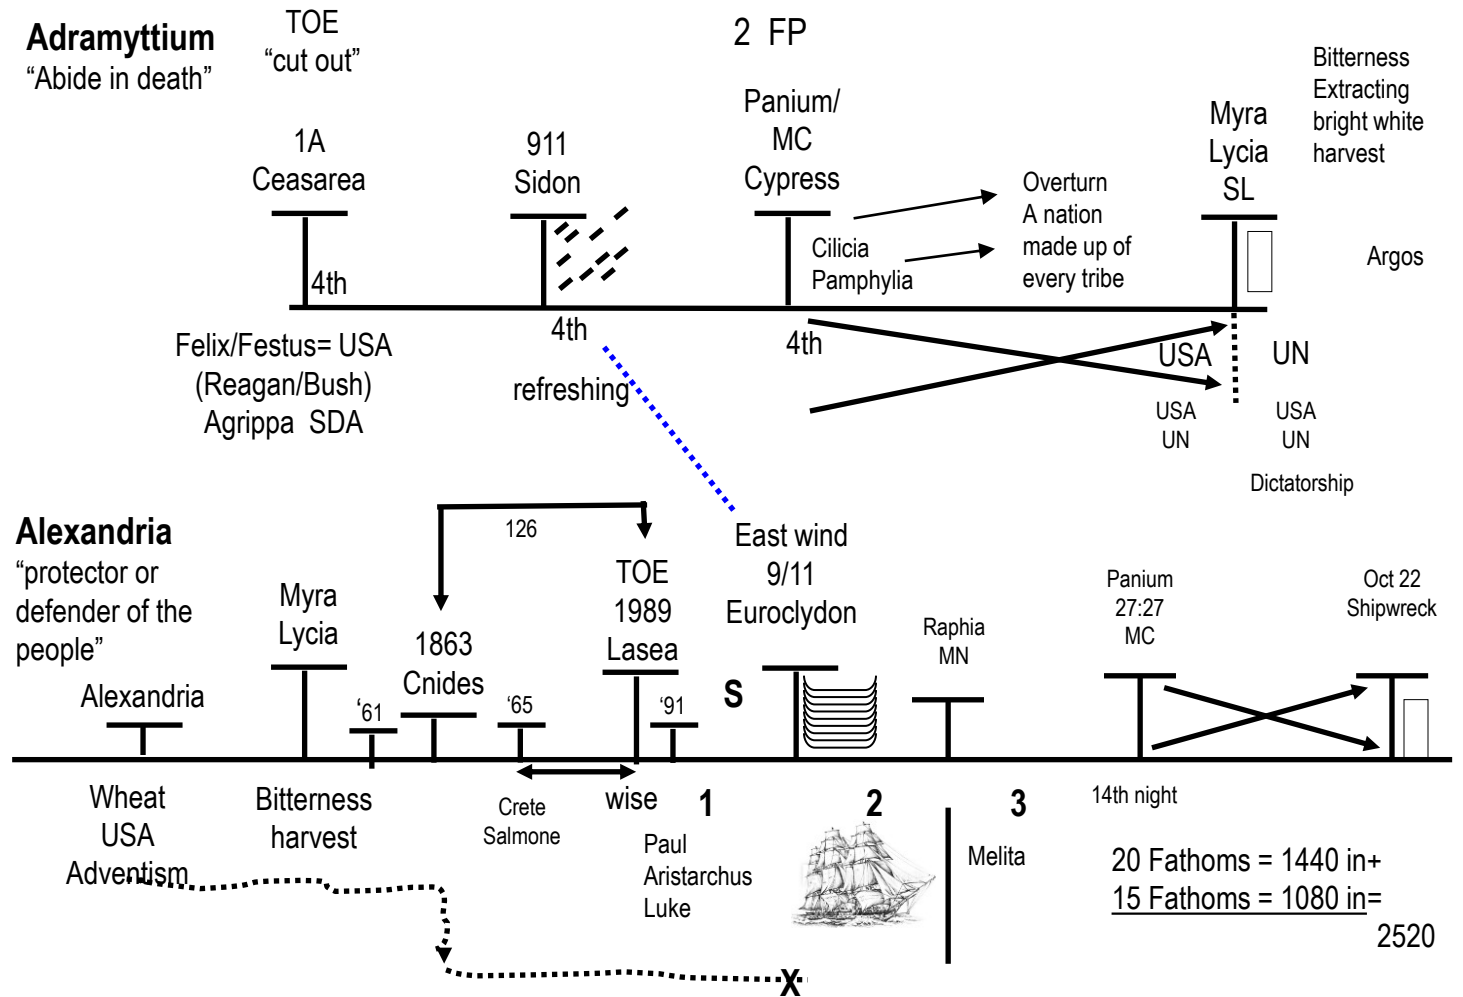 Adramyttium
“Abide in death”
TOE
“cut out”
2 FP
Bitterness
Extracting
bright white
harvest
1A
Ceasarea
911
Sidon
Panium/
MC
Cypress
Myra
Lycia
SL
Overturn
A nation
made up of
every tribe
Cilicia
Pamphylia
Argos
4th
4th
4th
Felix/Festus= USA
(Reagan/Bush)
Agrippa SDA
refreshing
USA
UN
USA
UN
USA
UN
Dictatorship
Alexandria
“protector or
defender of the
people”
126
East wind
9/11
Euroclydon
TOE
1989
Lasea
Myra
Lycia
1863
Cnides
Alexandria
‘61
‘65
‘91
S
Raphia
MN
Panium
27:27
MC
Oct 22
Shipwreck
Wheat
USA
Adventism
Bitterness
harvest
Crete
Salmone
wise
1
2
3
14th night
Paul
Aristarchus
Luke
Melita
20 Fathoms = 1440 in+
15 Fathoms = 1080 in=
2520
X